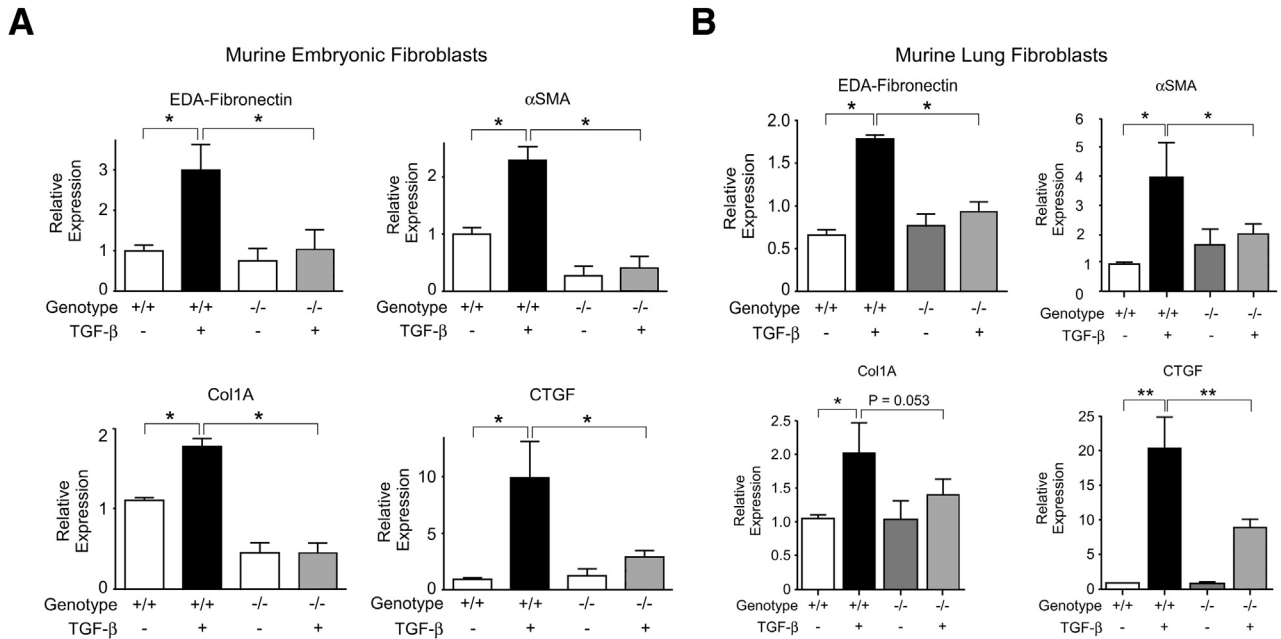 A
Murine Embryonic Fibroblasts
EDA-Fibronectin
* *
Relative
Expression
3
2
1
0
Genotype +/+ +/+ -/- -/-
TGF-β - + - +
αSMA
* *
Relative
Expression
2
1
0
Genotype +/+ +/+ -/- -/-
TGF-β - + - +
Col1A
* *
Relative
Expression
2
1
0
Genotype +/+ +/+ -/- -/-
TGF-β - + - +
CTGF
* *
Relative
Expression
10
5
0
Genotype +/+ +/+ -/- -/-
TGF-β - + - +
B
Murine Lung Fibroblasts
EDA-Fibronectin
* *
Relative
Expression
2.0
1.5
1.0
0.5
0
Genotype +/+ +/+ -/- -/-
TGF-β - + - +
αSMA
* *
Relative
Expression
6
5
4
3
2
1
0
Genotype +/+ +/+ -/- -/-
TGF-β - + - +
Col1A
* P = 0.053
Relative
Expression
2.5
2.0
1.5
1.0
0.5
0.0
Genotype +/+ +/+ -/- -/-
TGF-β - + - +
CTGF
** **
Relative
Expression
25
20
15
10
5
0
Genotype +/+ +/+ -/- -/-
TGF-β - + - +